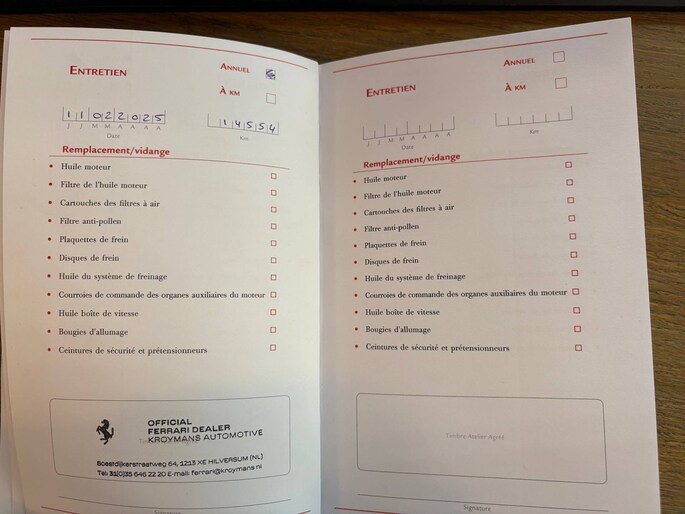 ENTRETIEN
ANNUEL
À KM
11022025
J J M M A A A A
Date
14554
Km
Remplacement/vidange
• Huile moteur
• Filtre de l'huile moteur
• Cartouches des filtres à air
• Filtre anti-pollen
• Plaquettes de frein
• Disques de frein
• Huile du système de freinage
• Courroies de commande des organes auxiliaires du moteur
• Huile boîte de vitesse
• Bougies d'allumage
• Ceintures de sécurité et prétensionneurs
OFFICIAL
FERRARI DEALER
KROYMANS AUTOMOTIVE
Soestdijkerstraatweg 64, 1213 XE HILVERSUM (NL)
Tel: 31(0)35 646 22 20 E-mail: ferrari@kroymans.nl
Signature
ENTRETIEN
ANNUEL
À KM
J J M M A A A A
Date
Km
Remplacement/vidange
• Huile moteur
• Filtre de l'huile moteur
• Cartouches des filtres à air
• Filtre anti-pollen
• Plaquettes de frein
• Disques de frein
• Huile du système de freinage
• Courroies de commande des organes auxiliaires du moteur
• Huile boîte de vitesse
• Bougies d'allumage
• Ceintures de sécurité et prétensionneurs
Timbre Atelier Agréé
Signature